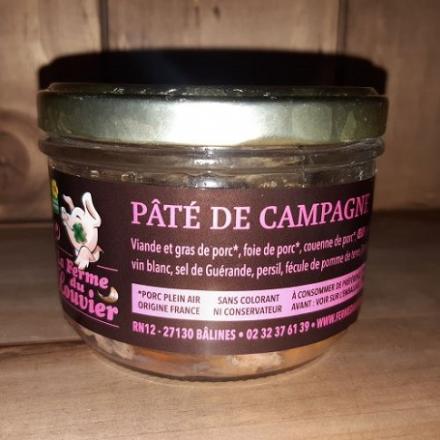 PÂTÉ DE CAMPAGNE
Viande et gras de porc*, foie de porc*, couenne de porc*
vin blanc, sel de Guérande, persil, fécule de pomme de terre
Ferme
du
Louvier
*PORC PLEIN AIR
ORIGINE FRANCE
SANS COLORANT
NI CONSERVATEUR
À CONSOMMER DE
AVANT : VOIR SUR
RN12 - 27130 BÂLINES • 02 32 37 61 39 •